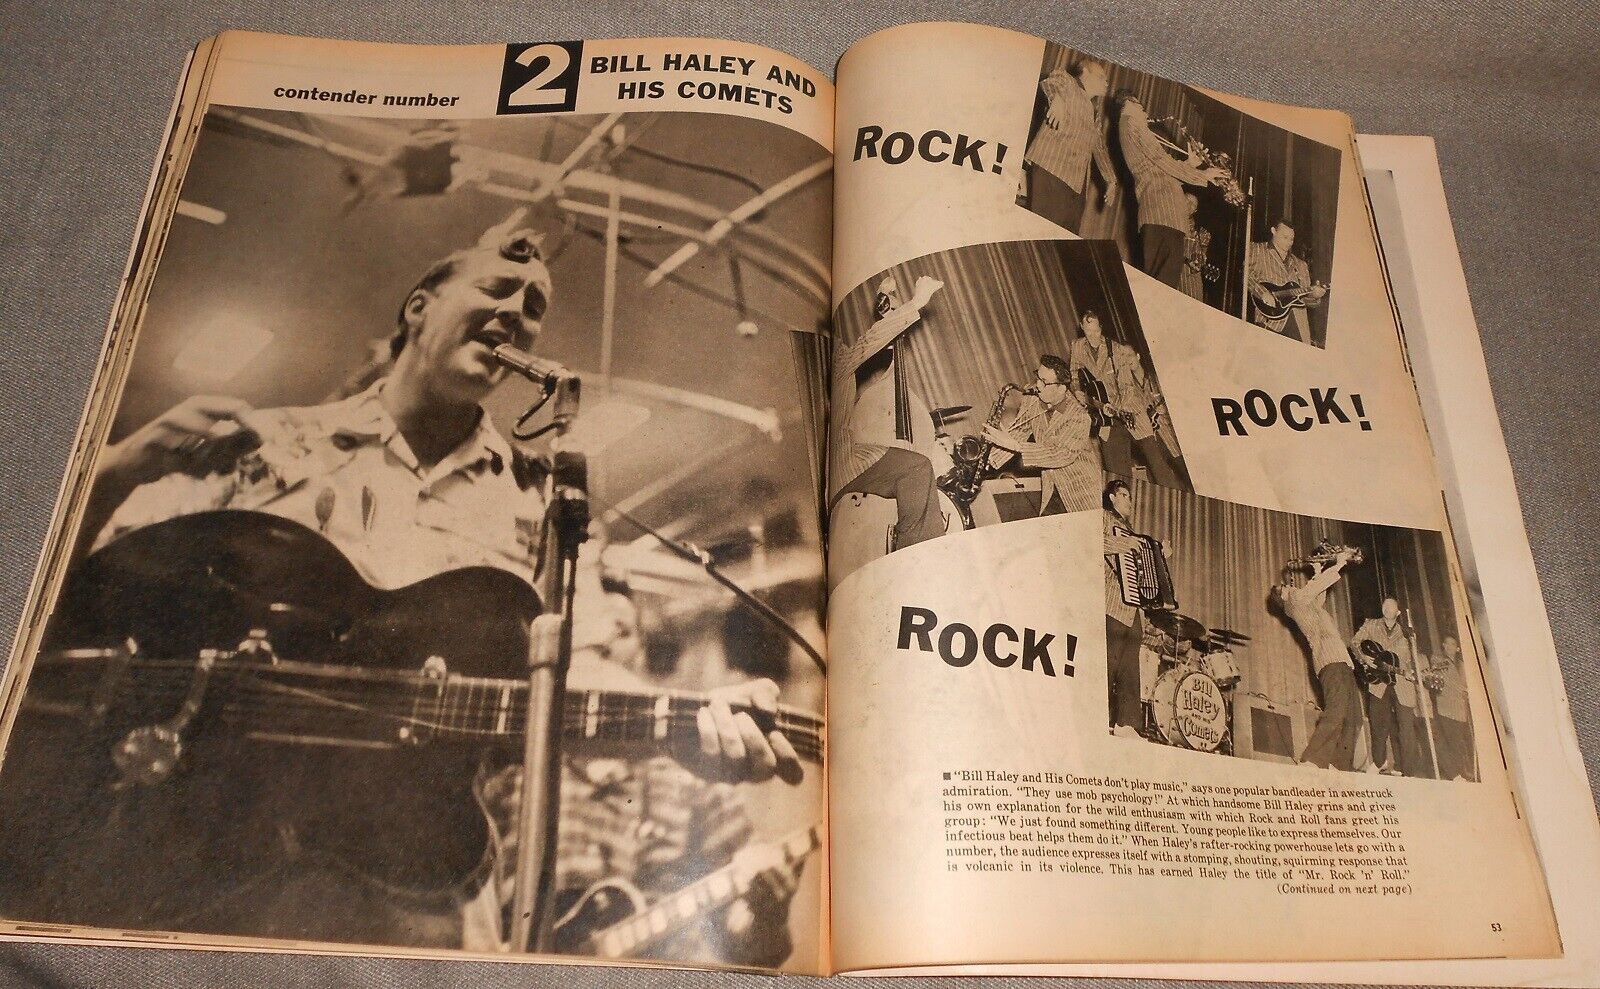 contender number
2
BILL HALEY AND
HIS COMETS
ROCK!
ROCK!
ROCK!
Bill
Haley
AND HIS
Comets
■ "Bill Haley and His Comets don't play music," says one popular bandleader in awestruck
admiration. "They use mob psychology!" At which handsome Bill Haley grins and gives
his own explanation for the wild enthusiasm with which Rock and Roll fans greet his
group: "We just found something different. Young people like to express themselves. Our
infectious beat helps them do it." When Haley's rafter-rocking powerhouse lets go with a
number, the audience expresses itself with a stomping, shouting, squirming response that
is volcanic in its violence. This has earned Haley the title of "Mr. Rock 'n' Roll."
(Continued on next page)
53